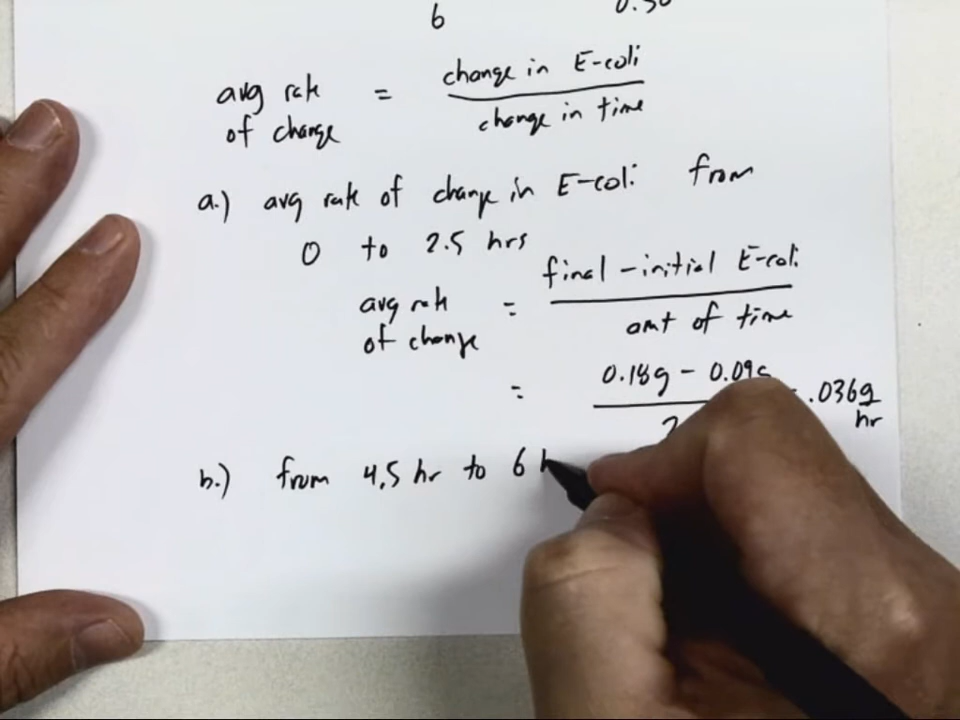 6
avg rate = change in E-coli
of change change in time
a.) avg rate of change in E-coli from
0 to 2.5 hrs
avg rate = final - initial E-coli
of change amt of time
= 0.18g - 0.09g .036g
hr
b.) from 4.5 hr to 6 h